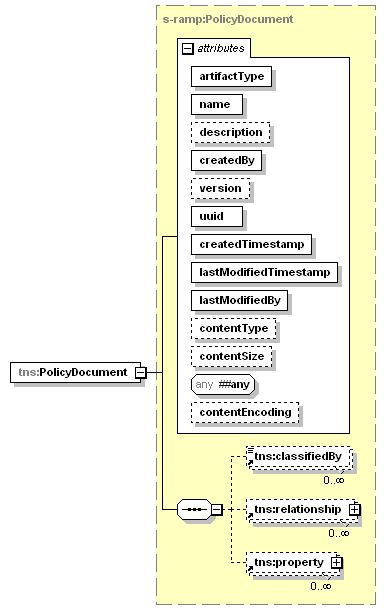 s-ramp:PolicyDocument
attributes
artifactType
name
description
createdBy
version
uuid
createdTimestamp
lastModifiedTimestamp
lastModifiedBy
contentType
contentSize
any ##any
contentEncoding
tns:PolicyDocument
tns:classifiedBy
0..∞
tns:relationship
0..∞
tns:property
0..∞